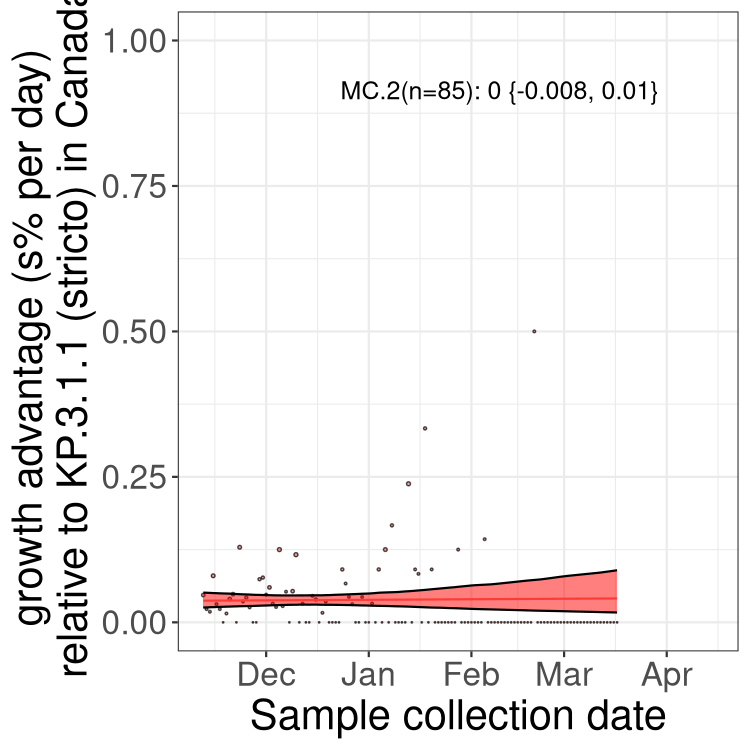 growth advantage (s% per day)
relative to KP.3.1.1 (stricto) in Canada
1.00
0.75
0.50
0.25
0.00
MC.2(n=85): 0 {-0.008, 0.01}
Dec Jan Feb Mar Apr
Sample collection date